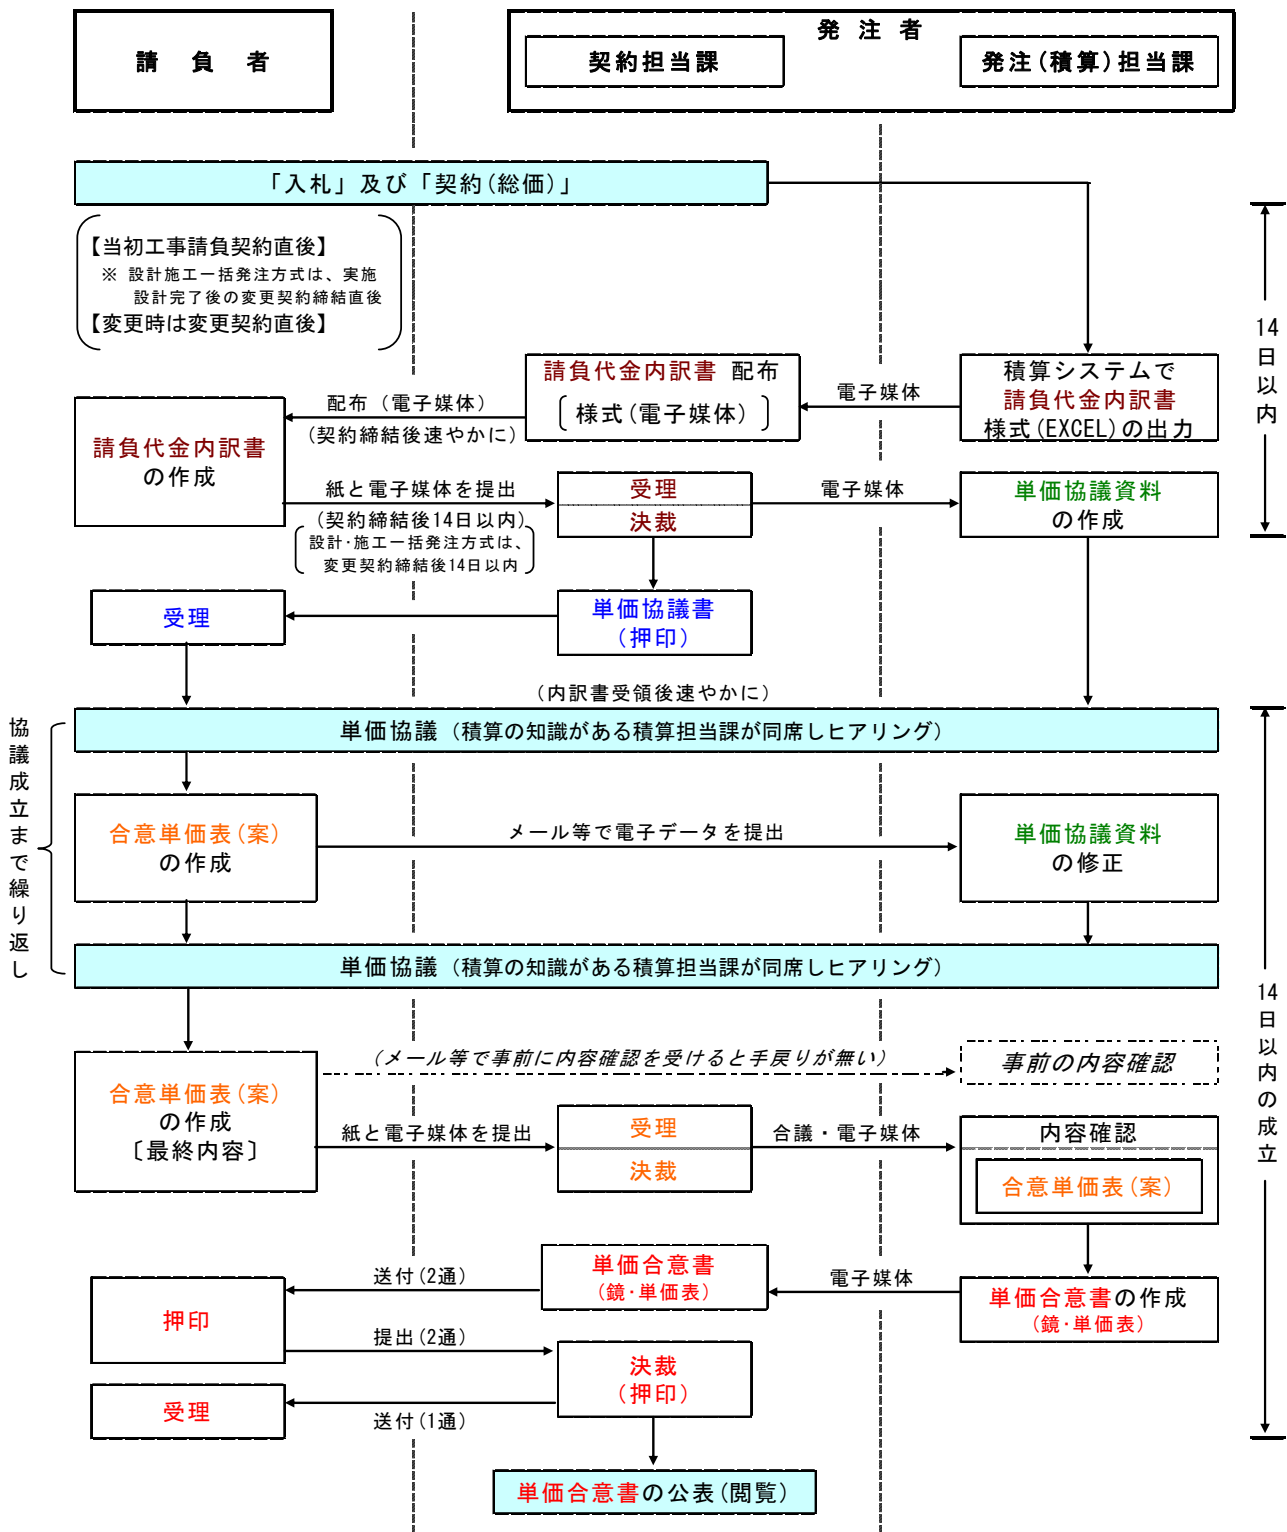 請負者
発注者
契約担当課
発注(積算)担当課
「入札」及び「契約(総価)」
【当初工事請負契約直後】
※ 設計施工一括発注方式は、実施
設計完了後の変更契約締結直後
【変更時は変更契約直後】
14日以内
積算システムで
請負代金内訳書
様式(EXCEL)の出力
電子媒体
請負代金内訳書 配布
〔様式(電子媒体)〕
配布(電子媒体)
(契約締結後速やかに)
請負代金内訳書
の作成
紙と電子媒体を提出
(契約締結後14日以内)
設計・施工一括発注方式は、
変更契約締結後14日以内
受理
決裁
電子媒体
単価協議資料
の作成
単価協議書
(押印)
受理
(内訳書受領後速やかに)
単価協議(積算の知識がある積算担当課が同席しヒアリング)
協議成立まで繰り返し
合意単価表(案)
の作成
メール等で電子データを提出
単価協議資料
の修正
単価協議(積算の知識がある積算担当課が同席しヒアリング)
14日以内の成立
合意単価表(案)
の作成
〔最終内容〕
(メール等で事前に内容確認を受けると手戻りが無い)
事前の内容確認
紙と電子媒体を提出
受理
決裁
合議・電子媒体
内容確認
合意単価表(案)
単価合意書の作成
(鏡・単価表)
電子媒体
単価合意書
(鏡・単価表)
送付(2通)
押印
提出(2通)
決裁
(押印)
送付(1通)
受理
単価合意書の公表(閲覧)